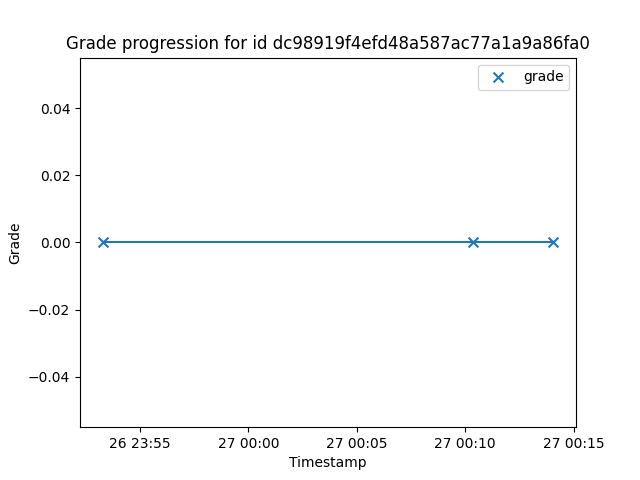 Grade progression for id dc98919f4efd48a587ac77a1a9a86fa0
grade
0.04
0.02
0.00
−0.02
−0.04
Grade
26 23:55
27 00:00
27 00:05
27 00:10
27 00:15
Timestamp